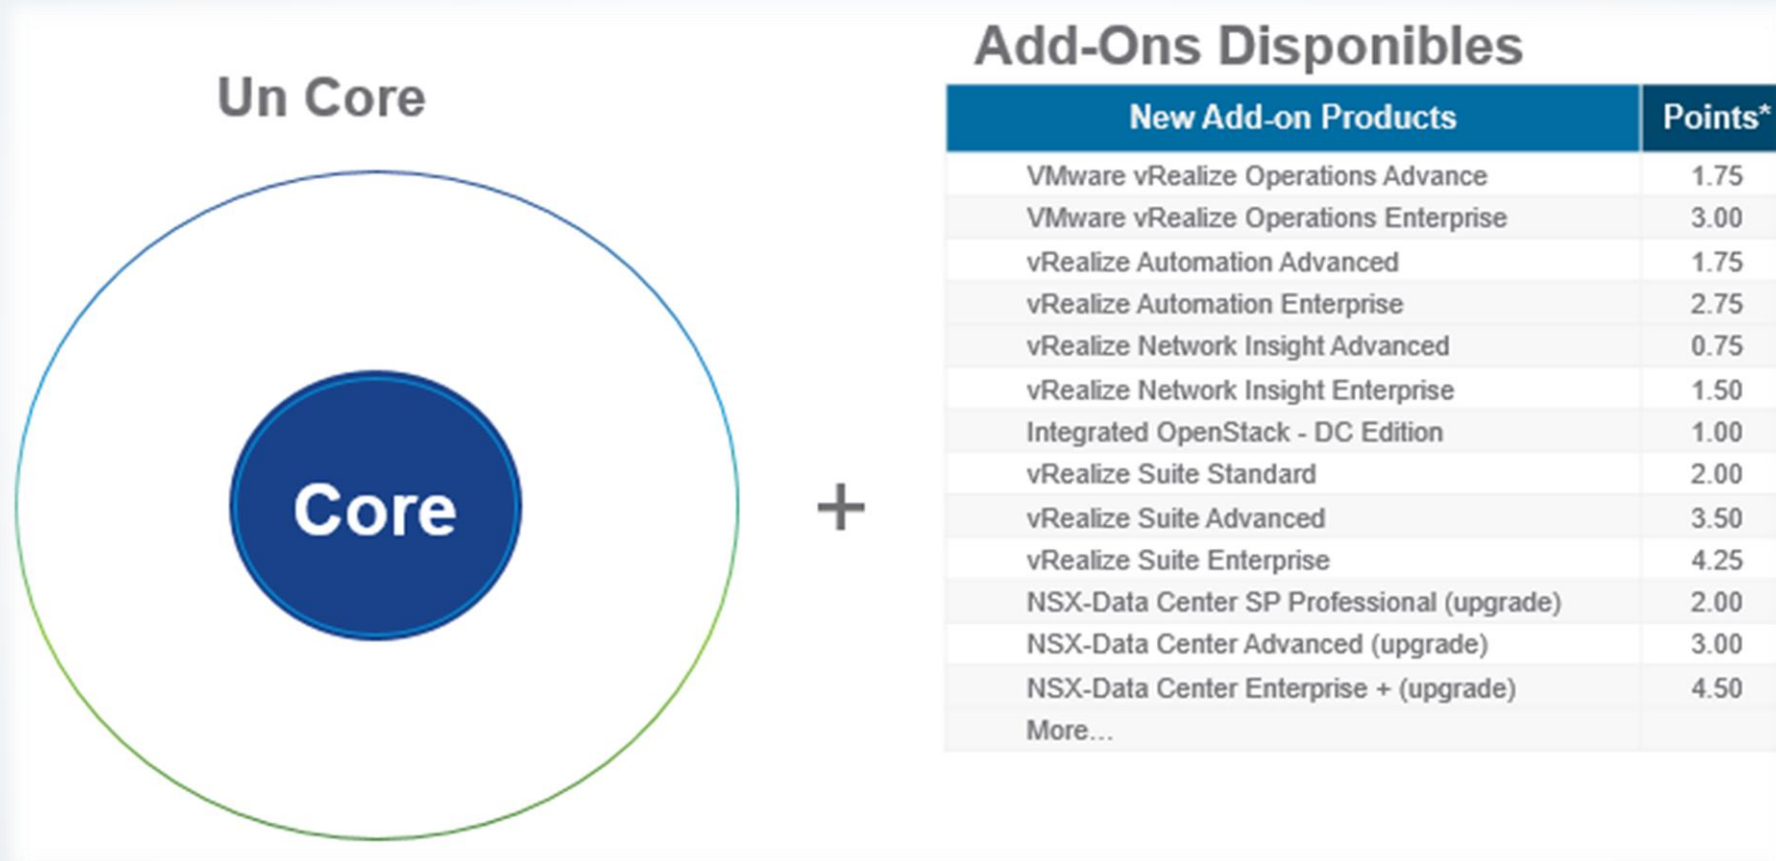 Un Core
Core
+
Add-Ons Disponibles
New Add-on Products Points*
VMware vRealize Operations Advance 1.75
VMware vRealize Operations Enterprise 3.00
vRealize Automation Advanced 1.75
vRealize Automation Enterprise 2.75
vRealize Network Insight Advanced 0.75
vRealize Network Insight Enterprise 1.50
Integrated OpenStack - DC Edition 1.00
vRealize Suite Standard 2.00
vRealize Suite Advanced 3.50
vRealize Suite Enterprise 4.25
NSX-Data Center SP Professional (upgrade) 2.00
NSX-Data Center Advanced (upgrade) 3.00
NSX-Data Center Enterprise + (upgrade) 4.50
More...